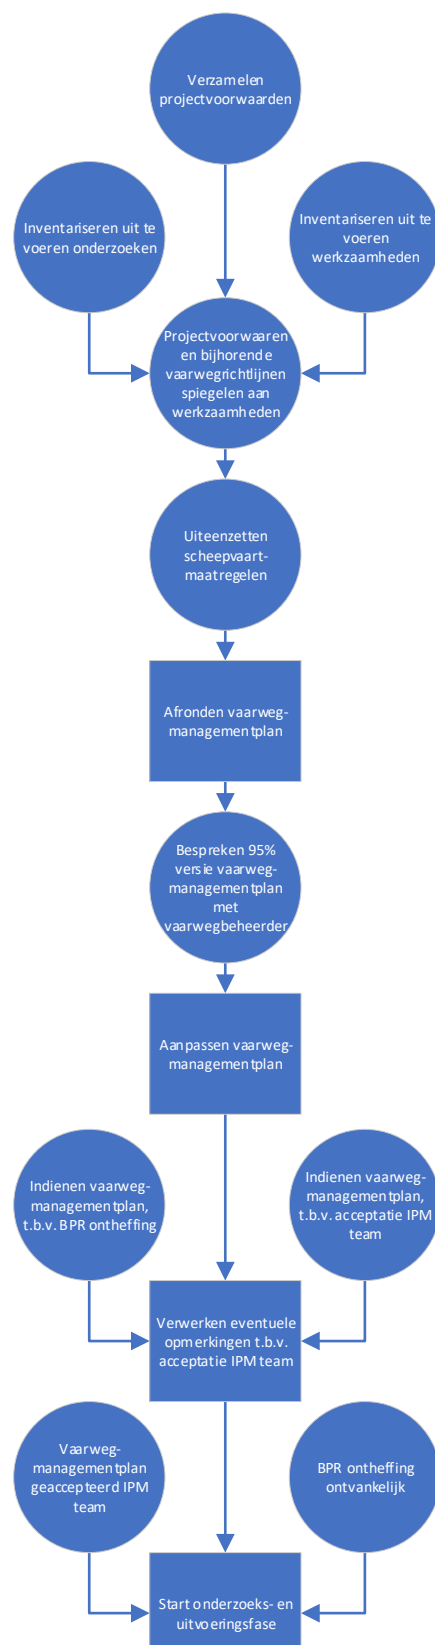 Verzamelen
projectvoorwaarden
Inventariseren uit te
voeren onderzoeken
Inventariseren uit te
voeren
werkzaamheden
Projectvoorwaaren
en bijhorende
vaarwegrichtlijnen
spiegelen aan
werkzaamheden
Uiteenzetten
scheepvaart-
maatregelen
Afronden vaarweg-
managementplan
Bespreken 95%
versie vaarweg-
managementplan
met
vaarwegbeheerder
Aanpassen vaarweg-
managementplan
Indienen vaarweg-
managementplan,
t.b.v. BPR ontheffing
Indienen vaarweg-
managementplan,
t.b.v. acceptatie IPM
team
Verwerken eventuele
opmerkingen t.b.v.
acceptatie IPM team
Vaarweg-
managementplan
geaccepteerd IPM
team
BPR ontheffing
ontvankelijk
Start onderzoeks- en
uitvoeringsfase